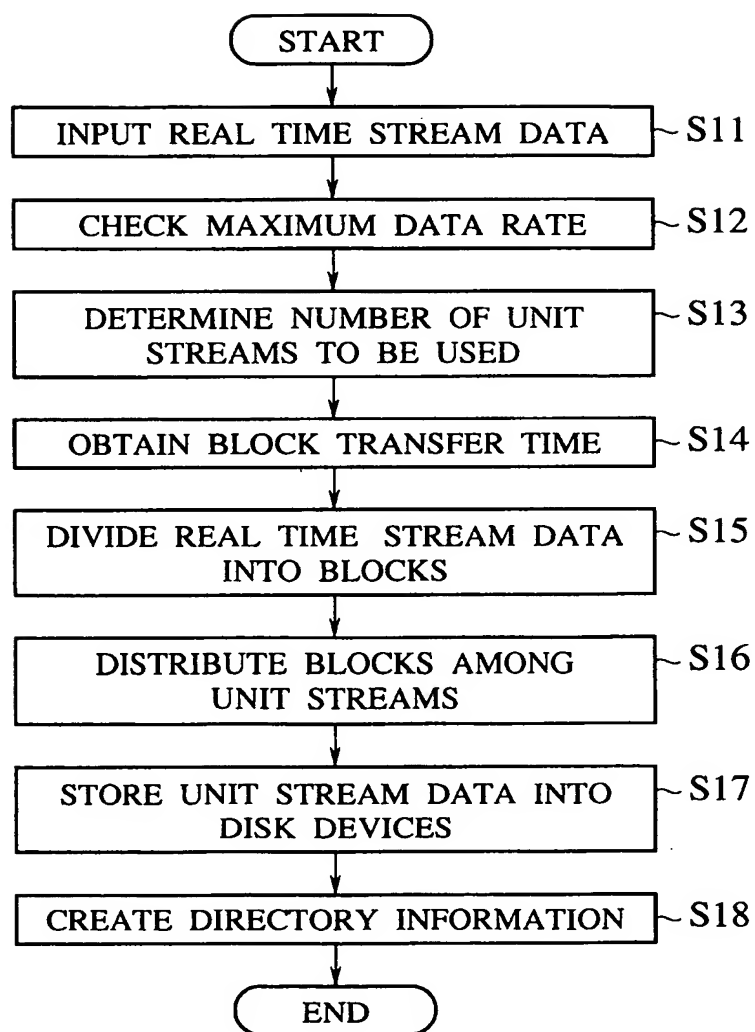 START
INPUT REAL TIME STREAM DATA ~S11
CHECK MAXIMUM DATA RATE ~S12
DETERMINE NUMBER OF UNIT ~S13
STREAMS TO BE USED
OBTAIN BLOCK TRANSFER TIME ~S14
DIVIDE REAL TIME STREAM DATA ~S15
INTO BLOCKS
DISTRIBUTE BLOCKS AMONG ~S16
UNIT STREAMS
STORE UNIT STREAM DATA INTO ~S17
DISK DEVICES
CREATE DIRECTORY INFORMATION ~S18
END